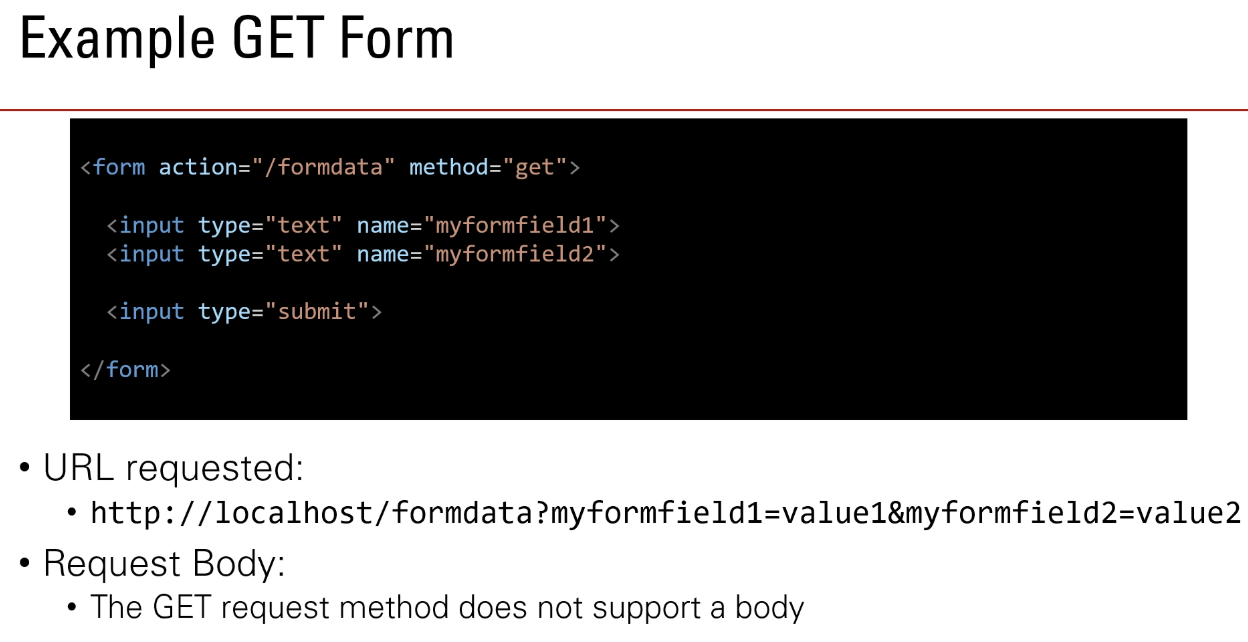 Example GET Form
<form action="/formdata" method="get">
<input type="text" name="myformfield1">
<input type="text" name="myformfield2">
<input type="submit">
</form>
• URL requested:
• http://localhost/formdata?myformfield1=value1&myformfield2=value2
• Request Body:
• The GET request method does not support a body